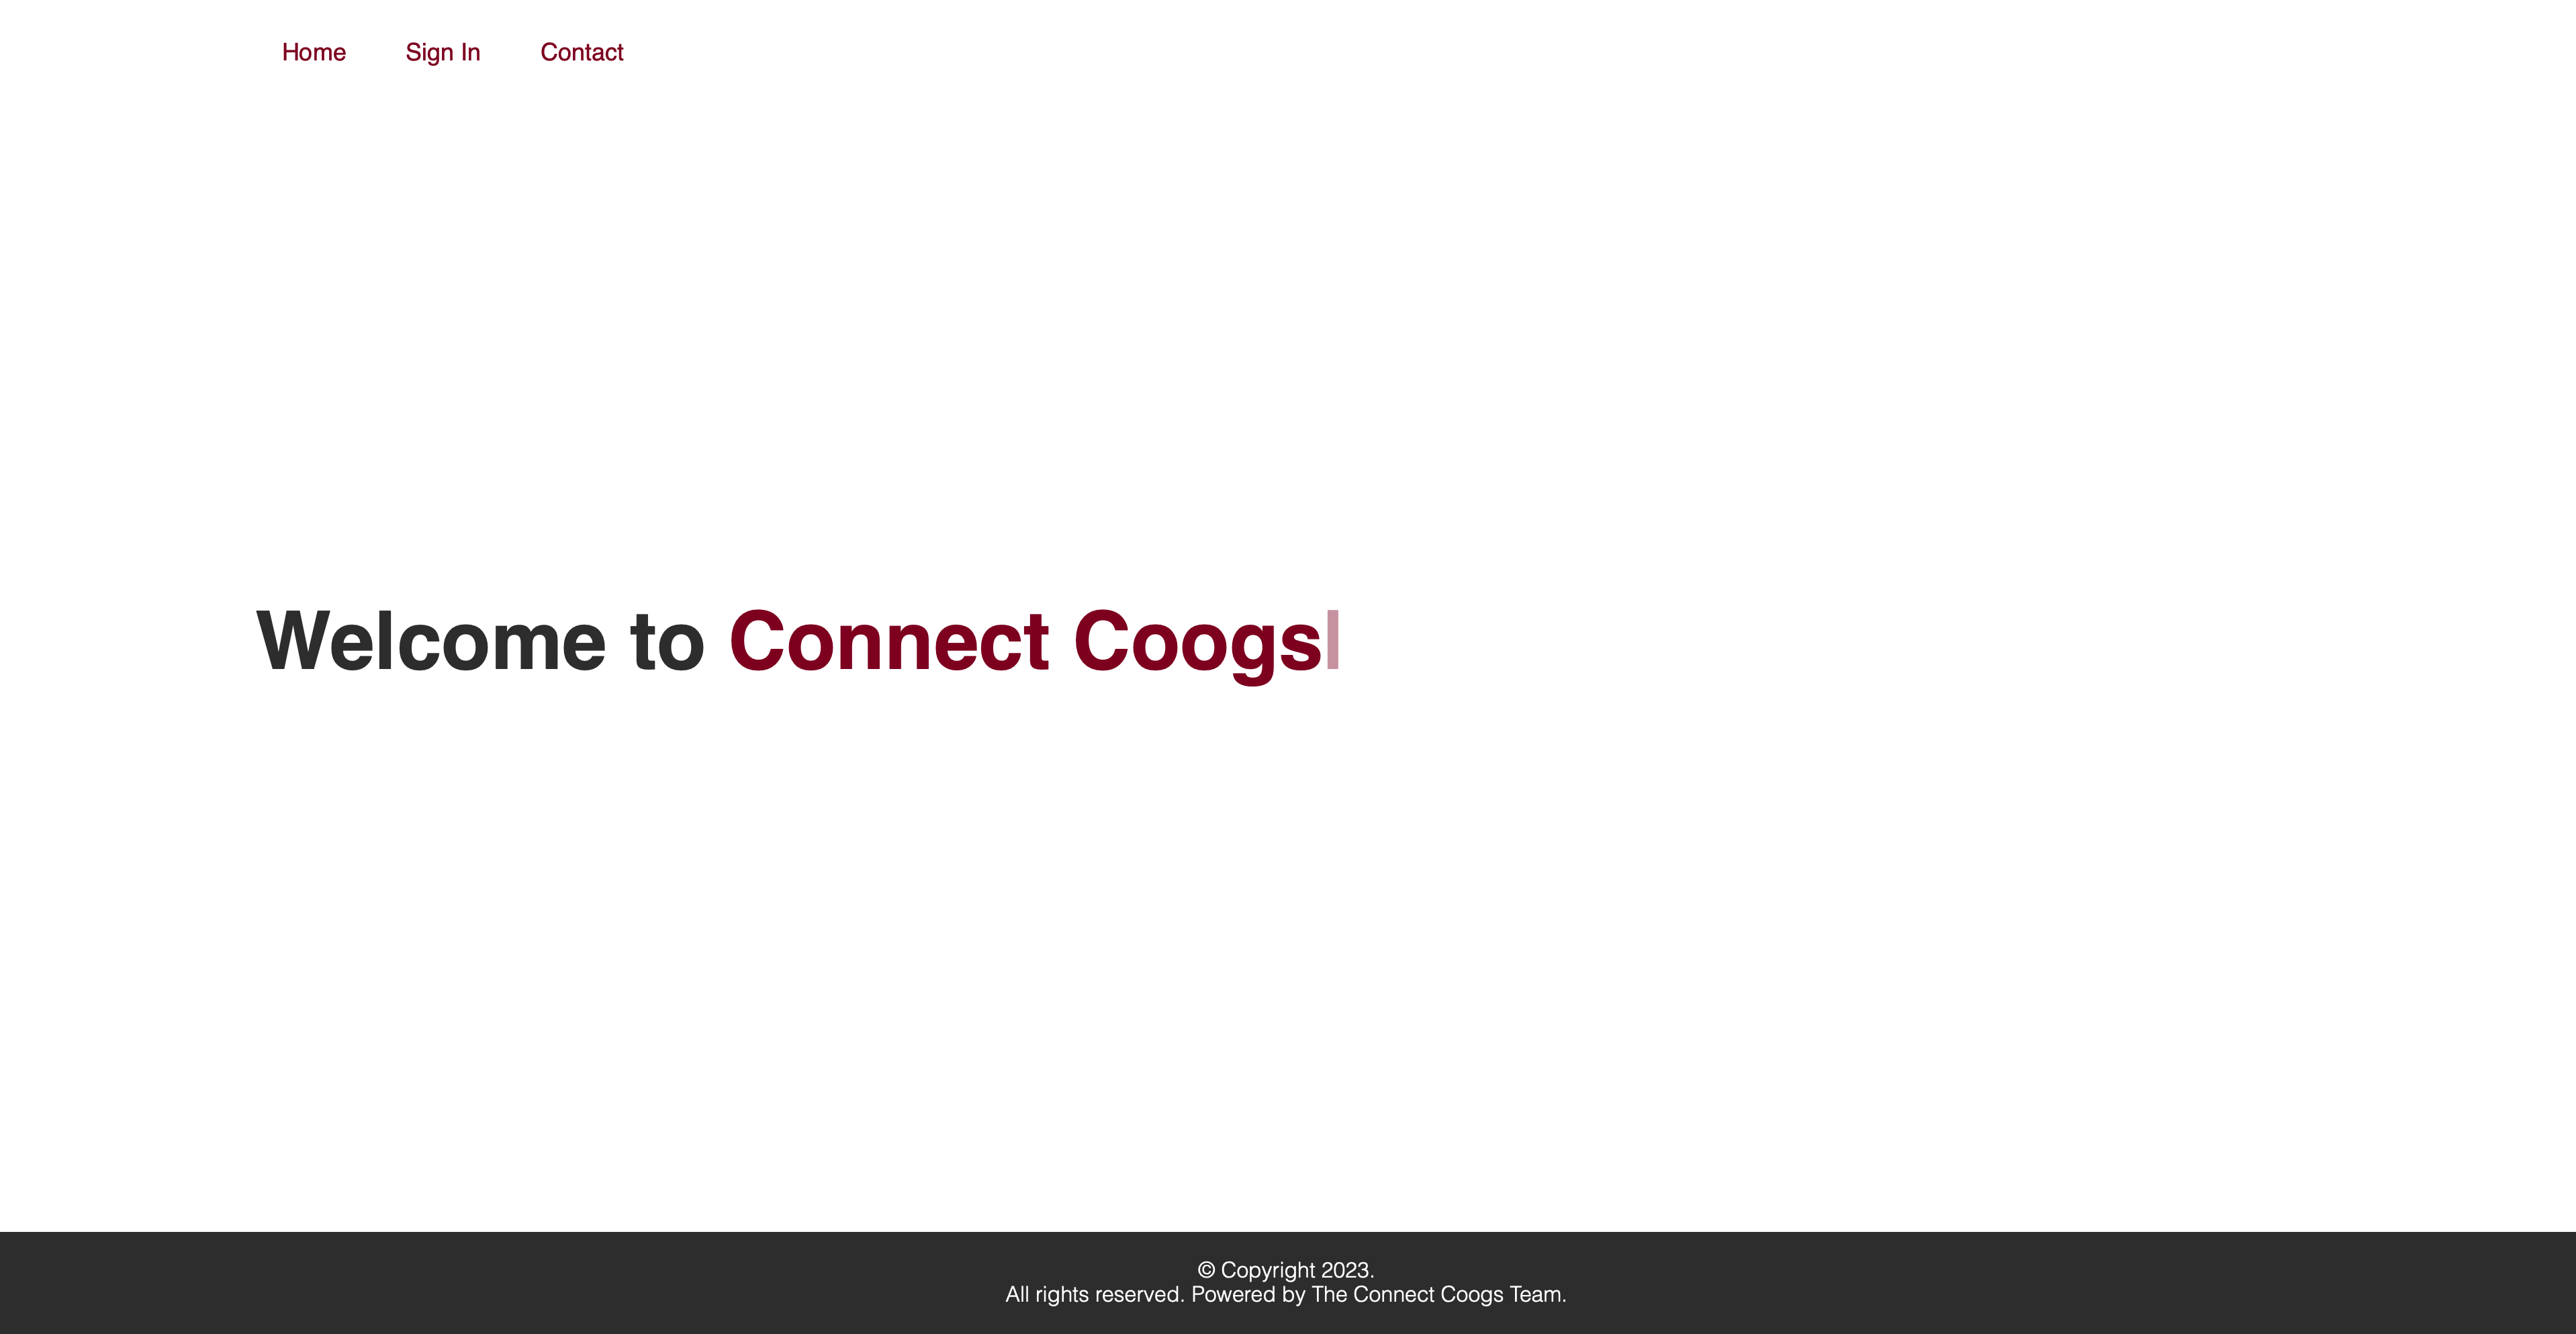 Home Sign In Contact
Welcome to Connect Coogs|
© Copyright 2023.
All rights reserved. Powered by The Connect Coogs Team.